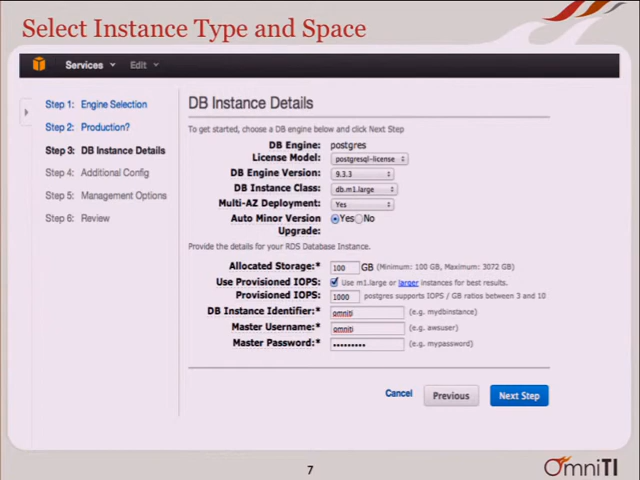 Select Instance Type and Space
Services Edit
Step 1: Engine Selection
Step 2: Production?
Step 3: DB Instance Details
Step 4: Additional Config
Step 5: Management Options
Step 6: Review
DB Instance Details
To get started, choose a DB engine below and click Next Step
DB Engine: postgres
License Model: postgresql-license
DB Engine Version: 9.3.3
DB Instance Class: db.m1.large
Multi-AZ Deployment: Yes
Auto Minor Version Upgrade: Yes No
Provide the details for your RDS Database Instance.
Allocated Storage:* 100 GB (Minimum: 100 GB, Maximum: 3072 GB)
Use Provisioned IOPS: Use m1.large or larger instances for best results.
Provisioned IOPS: 1000 postgres supports IOPS / GB ratios between 3 and 10
DB Instance Identifier:* omniti (e.g. mydbinstance)
Master Username:* omniti (e.g. awsuser)
Master Password:* ••••••••• (e.g. mypassword)
Cancel Previous Next Step
7
OmniTI